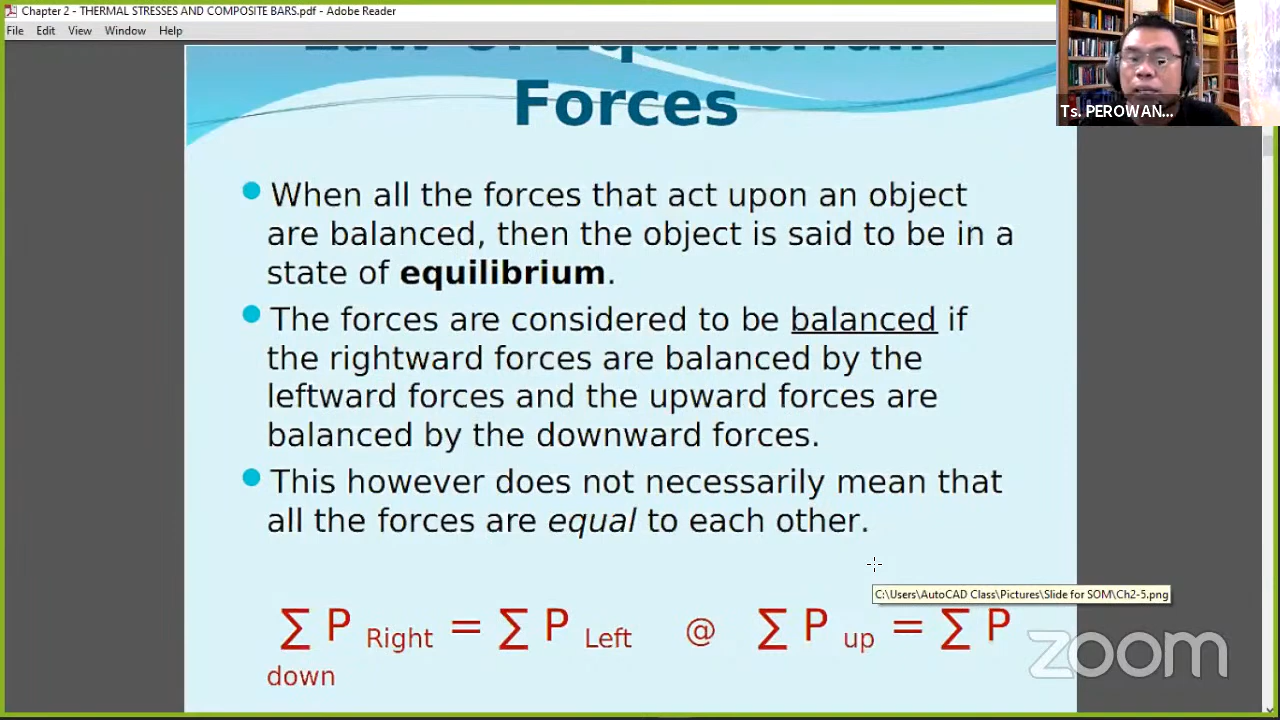 Chapter 2 - THERMAL STRESSES AND COMPOSITE BARS.pdf - Adobe Reader
File Edit View Window Help
Law of Equilibrium
Forces
Ts. PEROWAN...
When all the forces that act upon an object
are balanced, then the object is said to be in a
state of equilibrium.
The forces are considered to be balanced if
the rightward forces are balanced by the
leftward forces and the upward forces are
balanced by the downward forces.
This however does not necessarily mean that
all the forces are equal to each other.
C:\Users\AutoCAD Class\Pictures\Slide for SOM\Ch2-5.png
∑ P Right = ∑ P Left @ ∑ P up = ∑ P
down
zoom